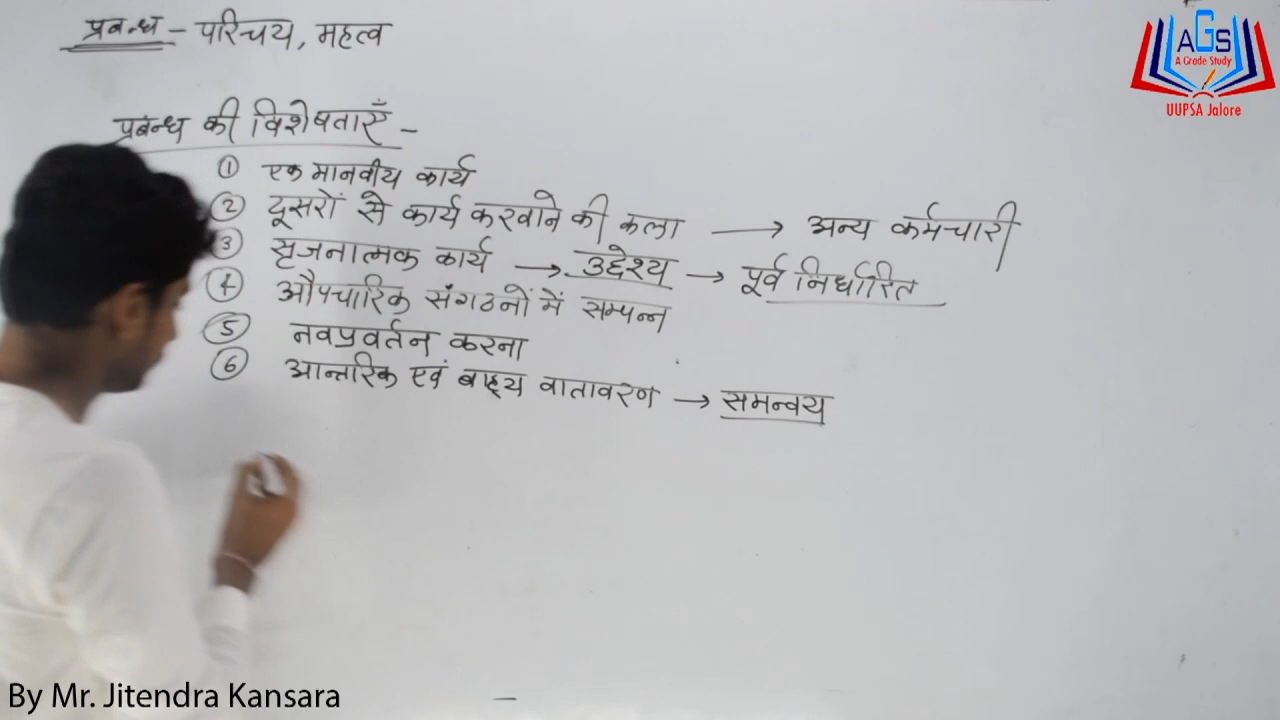 प्रबन्ध - परिचय, महत्व
प्रबन्ध की विशेषताएँ -
① एक मानवीय कार्य
② दूसरों से कार्य करवाने की कला → अन्य कर्मचारी
③ सृजनात्मक कार्य → उद्देश्य → पूर्व निर्धारित
④ औपचारिक संगठनों में सम्पन्न
⑤ नवप्रवर्तन करना
⑥ आन्तरिक एवं बाह्य वातावरण → समन्वय
AGS
A Grade Study
UUPSA Jalore
By Mr. Jitendra Kansara